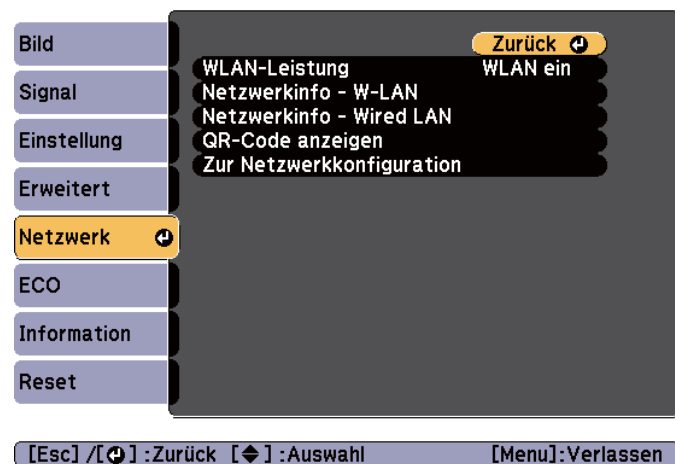 Bild
Signal
Einstellung
Erweitert
Netzwerk
ECO
Information
Reset
Zurück
WLAN-Leistung WLAN ein
Netzwerkinfo - W-LAN
Netzwerkinfo - Wired LAN
QR-Code anzeigen
Zur Netzwerkkonfiguration
[Esc] /[⏎] :Zurück [◆] :Auswahl [Menu]:Verlassen